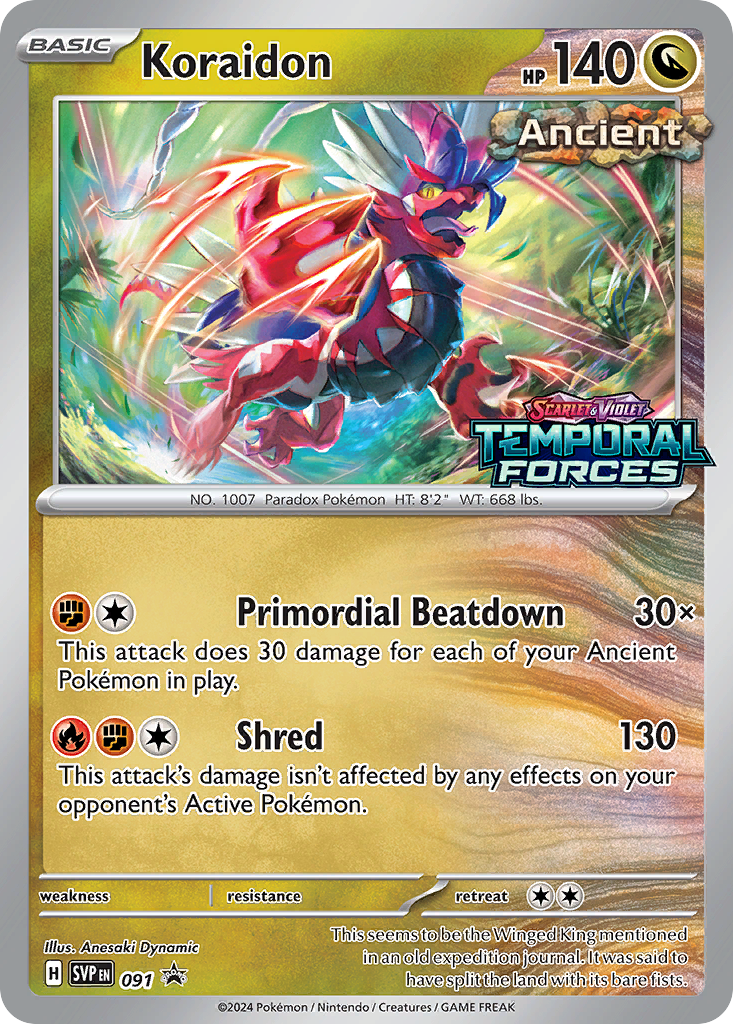 BASIC
Koraidon
HP 140
Ancient
SCARLET & VIOLET
TEMPORAL
FORCES
NO. 1007 Paradox Pokémon HT: 8'2" WT: 668 lbs.
Primordial Beatdown 30×
This attack does 30 damage for each of your Ancient
Pokémon in play.
Shred 130
This attack's damage isn't affected by any effects on your
opponent's Active Pokémon.
weakness resistance retreat
Illus. Anesaki Dynamic
This seems to be the Winged King mentioned
in an old expedition journal. It was said to
have split the land with its bare fists.
H SVP EN 091 PROMO
©2024 Pokémon / Nintendo / Creatures / GAME FREAK